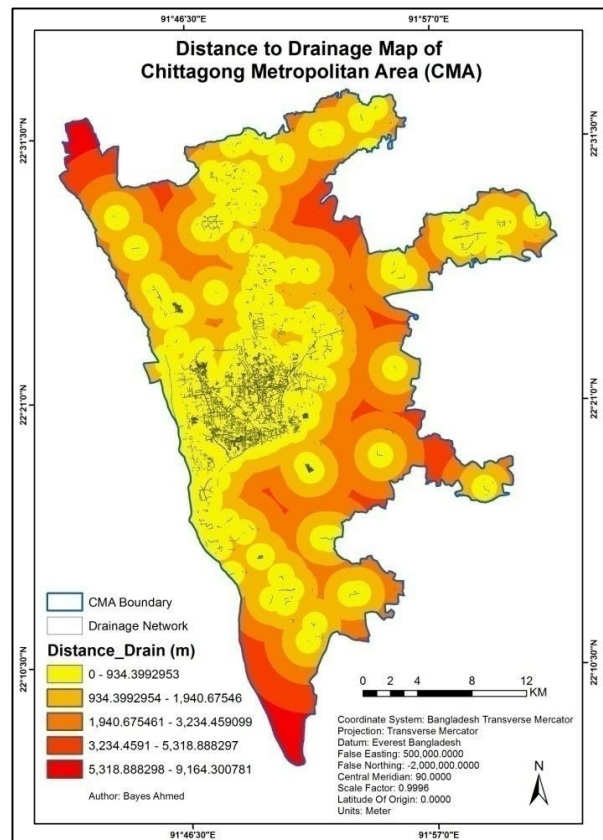 91°46'30"E
91°57'0"E
Distance to Drainage Map of
Chittagong Metropolitan Area (CMA)
22°31'30"N
22°31'30"N
22°21'0"N
22°21'0"N
22°10'30"N
22°10'30"N
CMA Boundary
Drainage Network
Distance_Drain (m)
0 - 934.3992953
934.3992954 - 1,940.67546
1,940.675461 - 3,234.459099
3,234.4591 - 5,318.888297
5,318.888298 - 9,164.300781
Author: Bayes Ahmed
0 2 4 8 12
KM
Coordinate System: Bangladesh Transverse Mercator
Projection: Transverse Mercator
Datum: Everest Bangladesh
False Easting: 500,000.0000
False Northing: -2,000,000.0000
Central Meridian: 90.0000
Scale Factor: 0.9996
Latitude Of Origin: 0.0000
Units: Meter
N
91°46'30"E
91°57'0"E